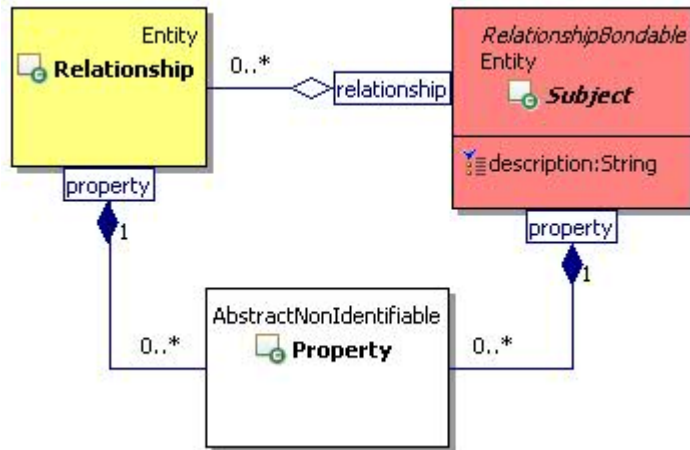 Entity
Relationship
0..*
relationship
RelationshipBondable
Entity
Subject
description:String
property
1
property
1
0..*
AbstractNonIdentifiable
Property
0..*